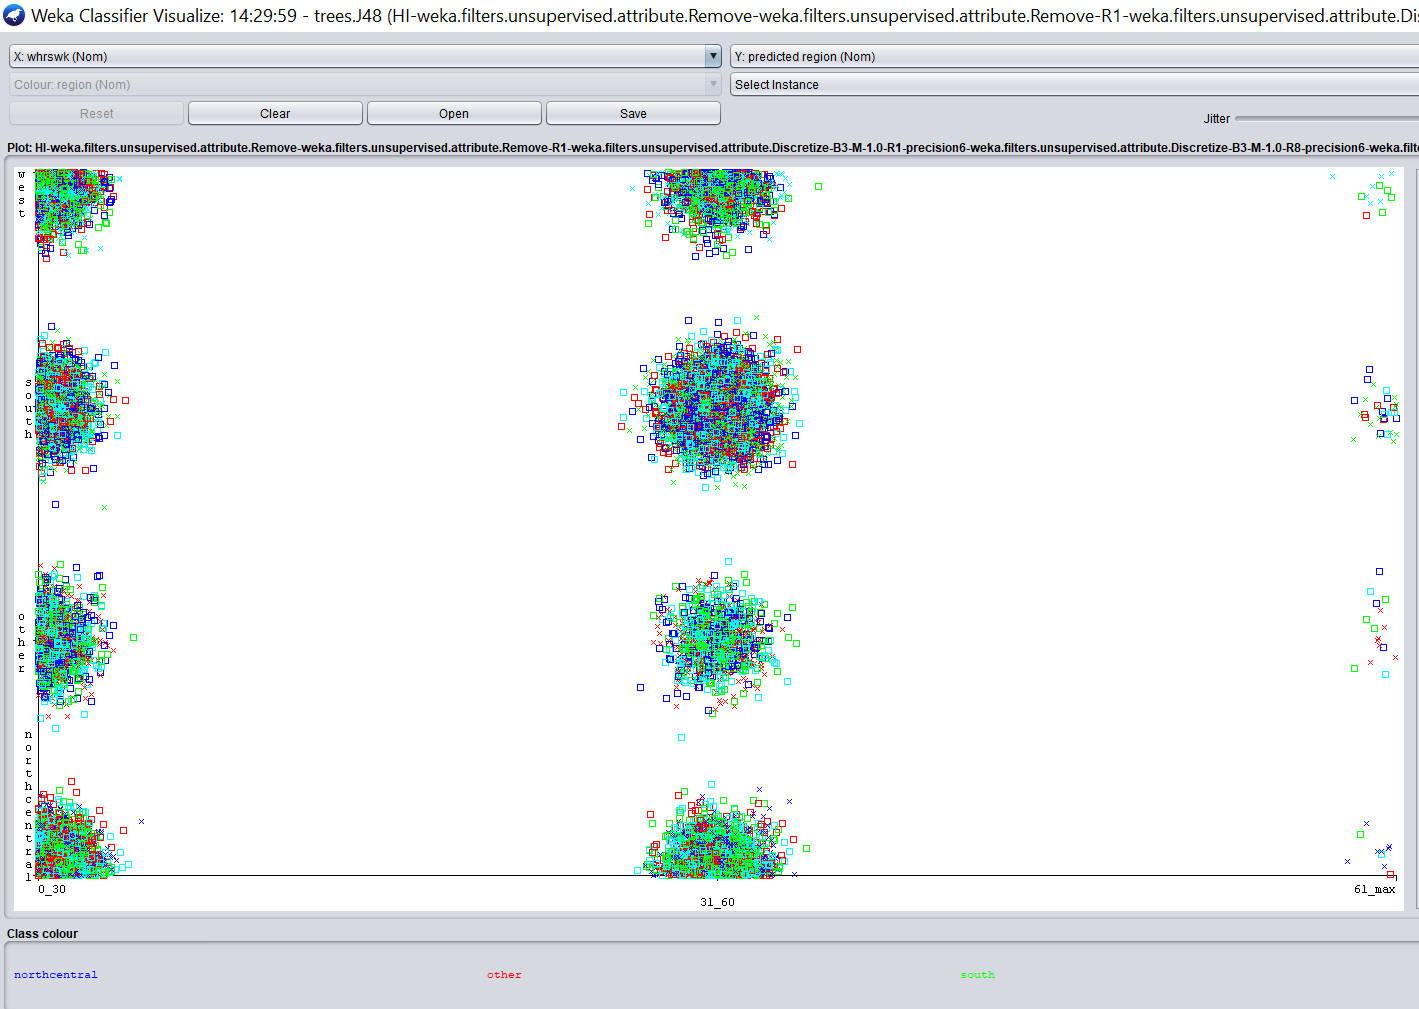 Weka Classifier Visualize: 14:29:59 - trees.J48 (HI-weka.filters.unsupervised.attribute.Remove-weka.filters.unsupervised.attribute.Remove-R1-weka.filters.unsupervised.attribute.Dis
X: whrswk (Nom)
Y: predicted region (Nom)
Colour: region (Nom)
Select Instance
Reset
Clear
Open
Save
Jitter
Plot: HI-weka.filters.unsupervised.attribute.Remove-weka.filters.unsupervised.attribute.Remove-R1-weka.filters.unsupervised.attribute.Discretize-B3-M-1.0-R1-precision6-weka.filters.unsupervised.attribute.Discretize-B3-M-1.0-R8-precision6-weka.filte
west
south
other
northcentral
0_30
31_60
61_max
Class colour
northcentral
other
south